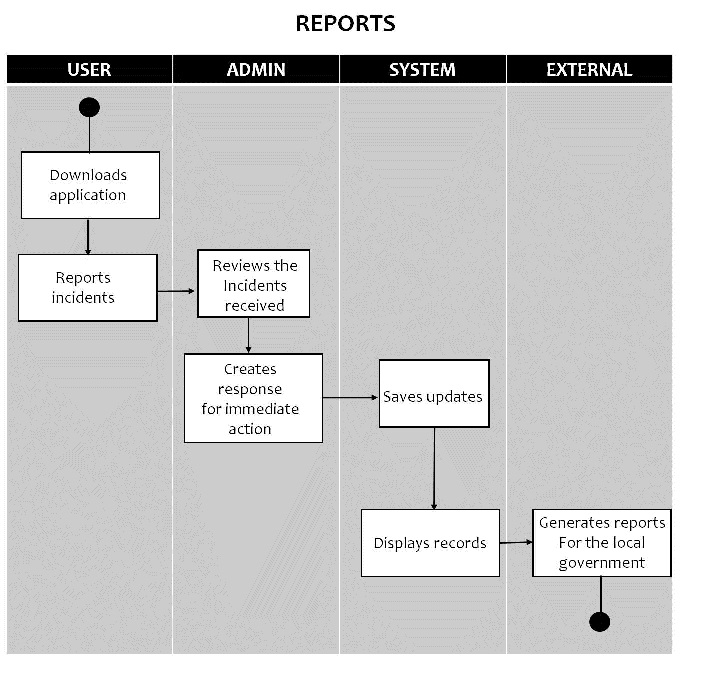 REPORTS
USER
ADMIN
SYSTEM
EXTERNAL
Downloads
application
Reports
incidents
Reviews the
Incidents
received
Creates
response
for immediate
action
Saves updates
Displays records
Generates reports
For the local
government